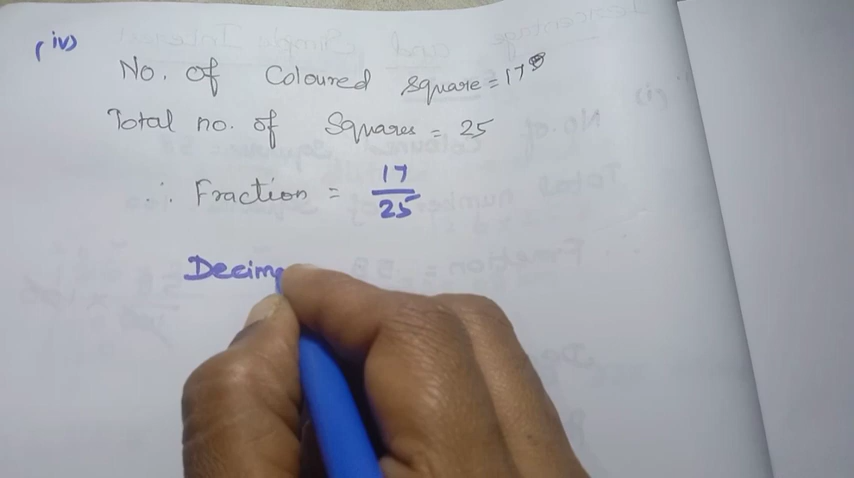 (iv)
No. of Coloured square = 17
Total no. of Squares = 25
∴ Fraction = 17/25
Decim